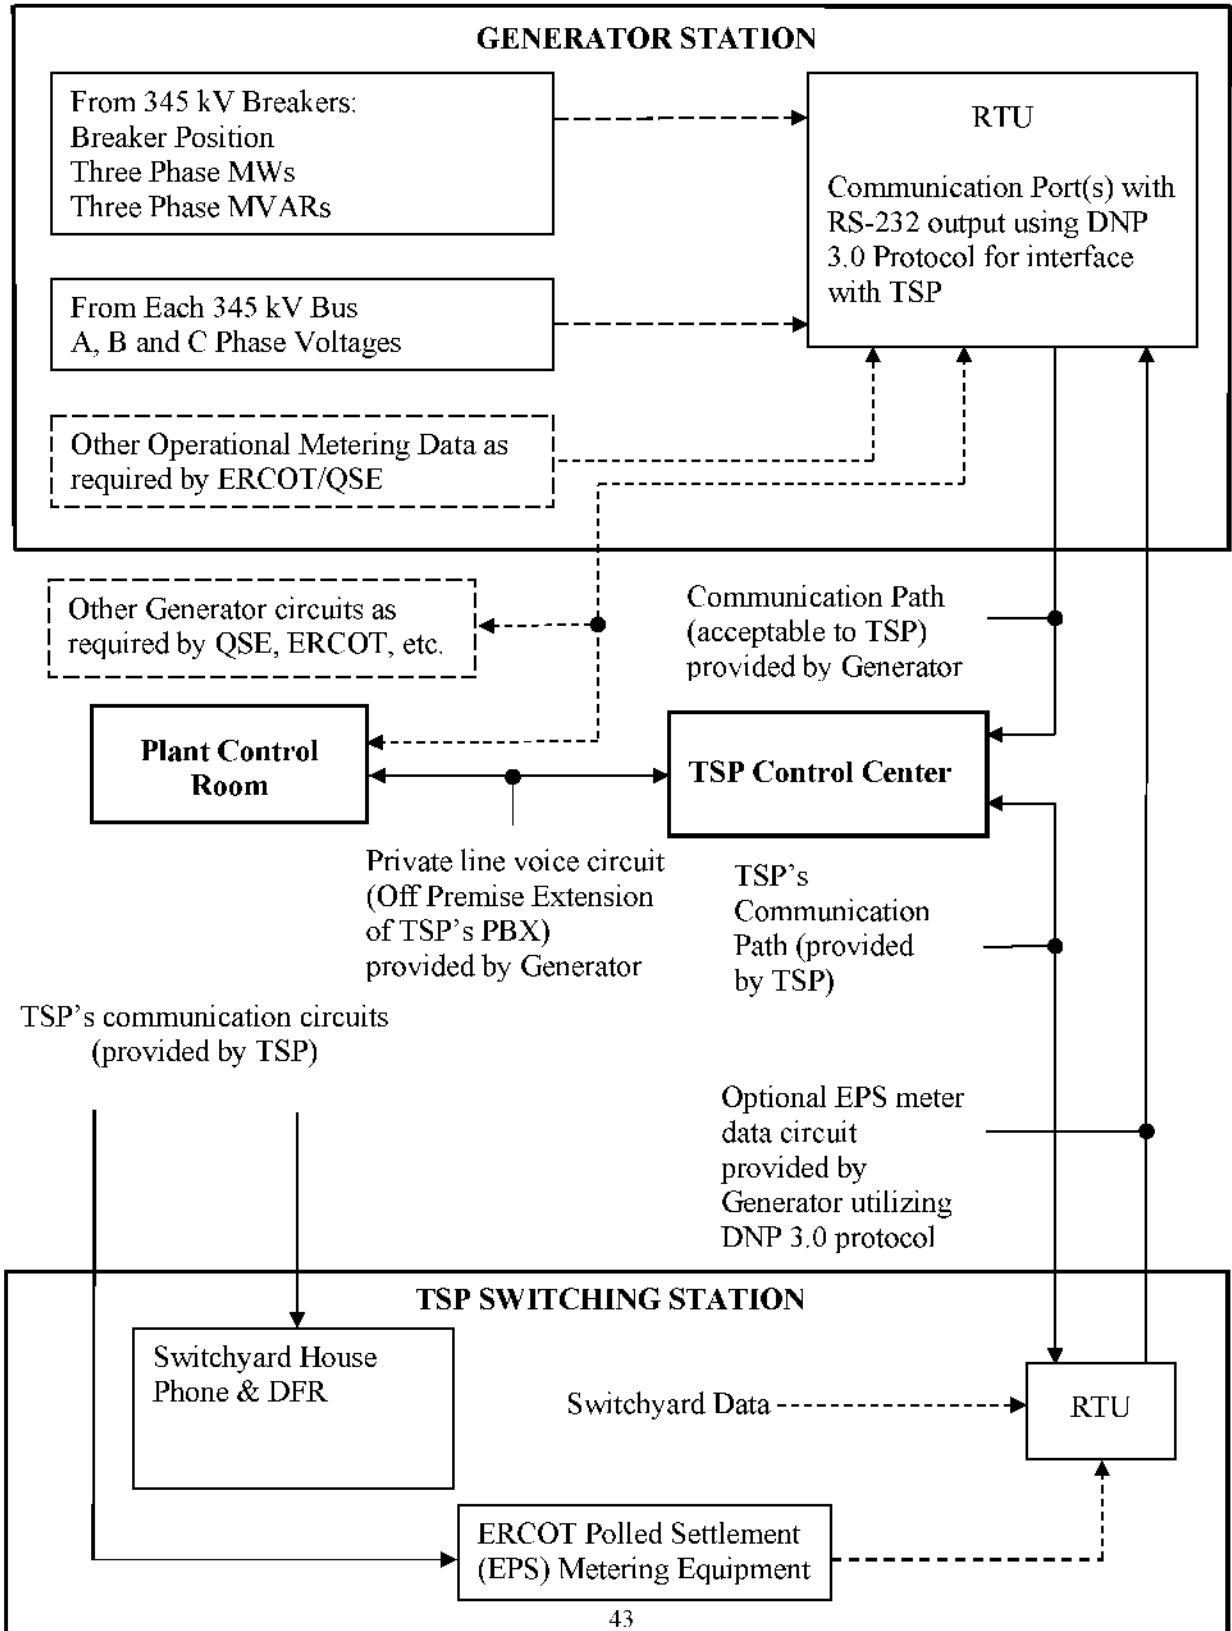 GENERATOR STATION
From 345 kV Breakers:
Breaker Position
Three Phase MWs
Three Phase MVARs
RTU
Communication Port(s) with
RS-232 output using DNP
3.0 Protocol for interface
with TSP
From Each 345 kV Bus
A, B and C Phase Voltages
Other Operational Metering Data as
required by ERCOT/QSE
Other Generator circuits as
required by QSE, ERCOT, etc.
Communication Path
(acceptable to TSP)
provided by Generator
Plant Control
Room
TSP Control Center
Private line voice circuit
(Off Premise Extension
of TSP's PBX)
provided by Generator
TSP's
Communication
Path (provided
by TSP)
TSP's communication circuits
(provided by TSP)
Optional EPS meter
data circuit
provided by
Generator utilizing
DNP 3.0 protocol
TSP SWITCHING STATION
Switchyard House
Phone & DFR
Switchyard Data
RTU
ERCOT Polled Settlement
(EPS) Metering Equipment
43